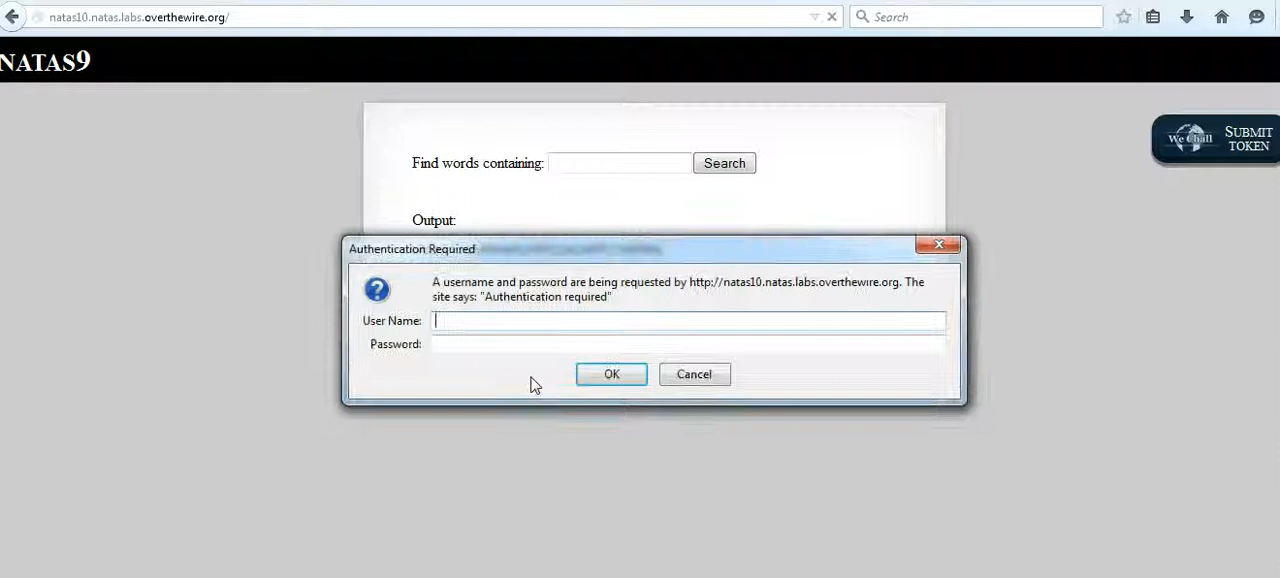 natas10.natas.labs.overthewire.org/
Search
NATAS9
We Chall
SUBMIT
TOKEN
Find words containing:
Search
Output:
Authentication Required
A username and password are being requested by http://natas10.natas.labs.overthewire.org. The
site says: "Authentication required"
User Name:
Password:
OK
Cancel